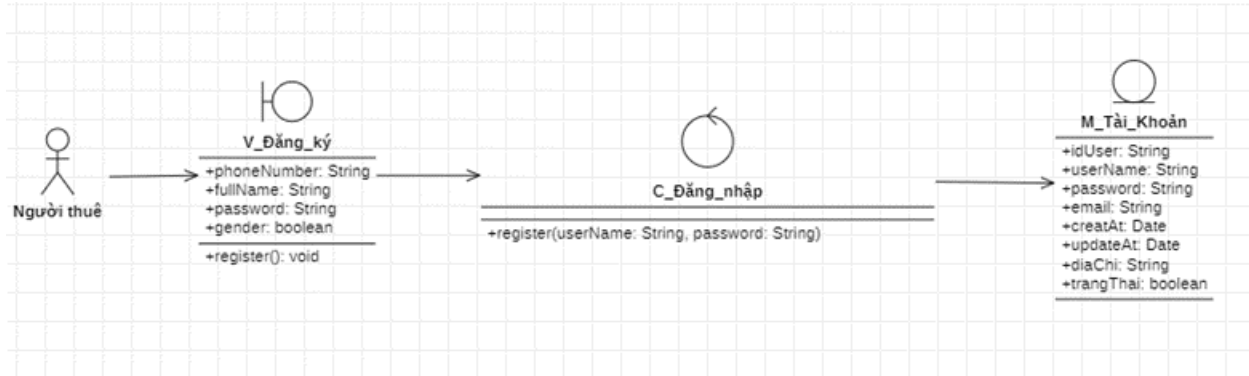 Người thuê
V_Đăng_ký
+phoneNumber: String
+fullName: String
+password: String
+gender: boolean
+register(): void
C_Đăng_nhập
+register(userName: String, password: String)
M_Tài_Khoản
+idUser: String
+userName: String
+password: String
+email: String
+creatAt: Date
+updateAt: Date
+diaChi: String
+trangThai: boolean